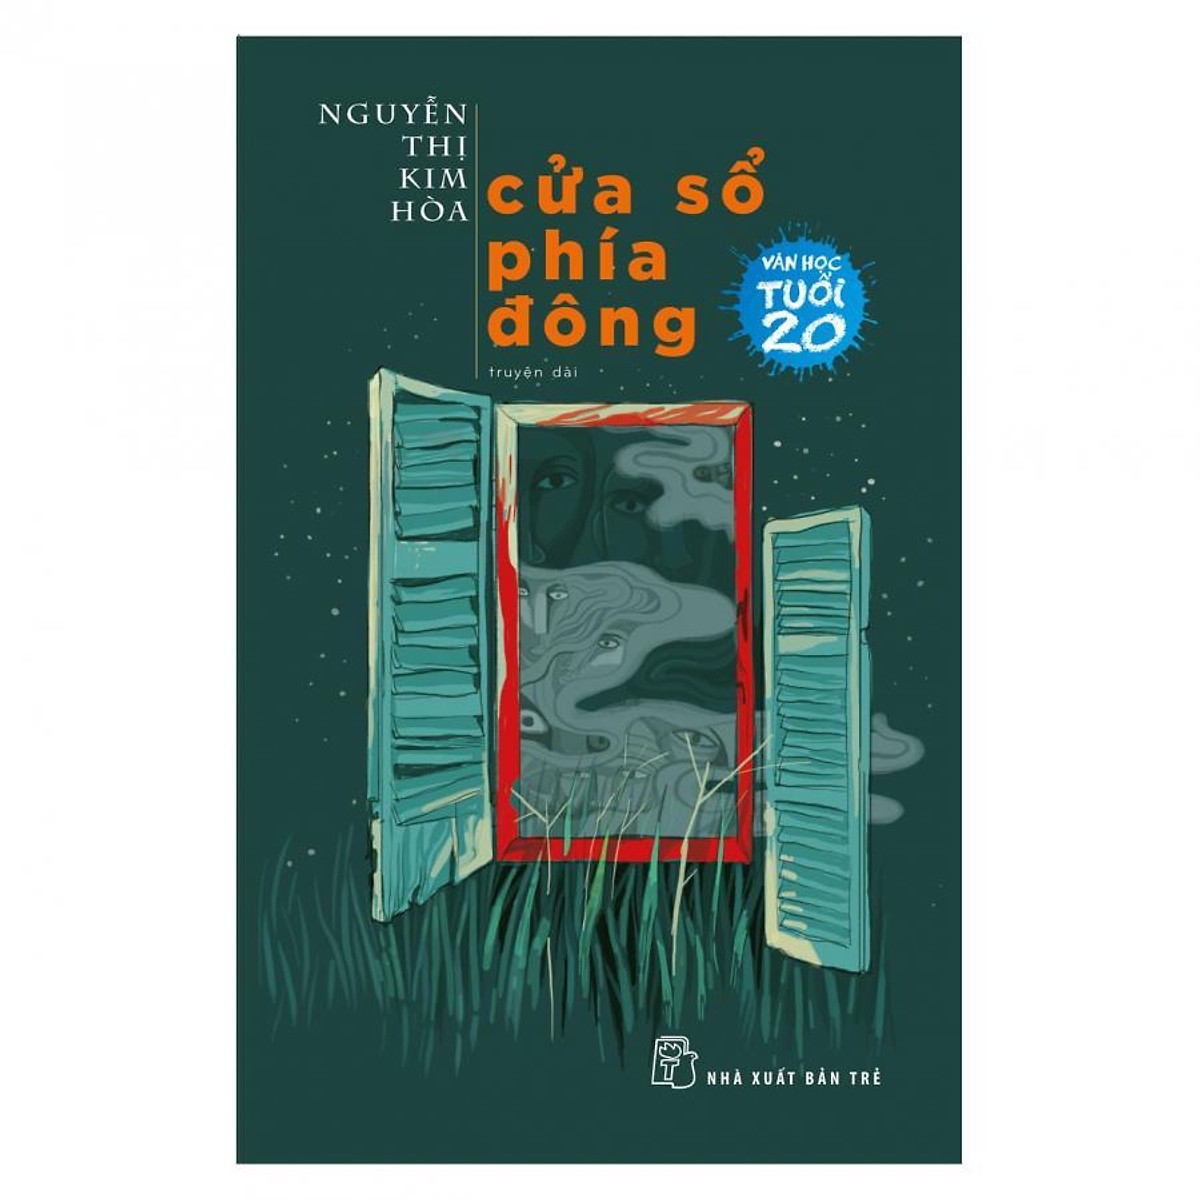 NGUYỄN
THỊ
KIM
HÒA
cửa sổ
phía
đông
truyện dài
VĂN HỌC
TUỔI
20
T
NHÀ XUẤT BẢN TRẺ